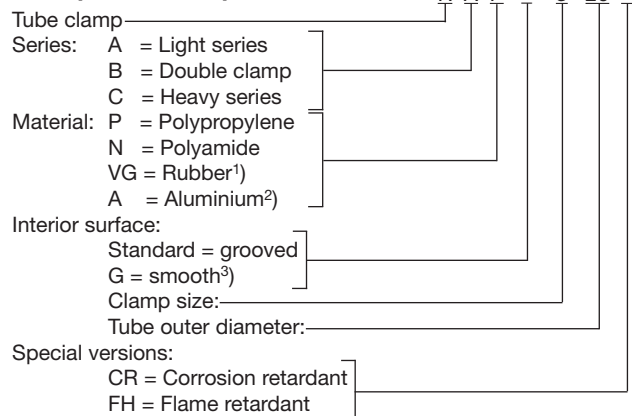 Tube clamp
Series: A = Light series
B = Double clamp
C = Heavy series
Material: P = Polypropylene
N = Polyamide
VG = Rubber¹)
A = Aluminium²)
Interior surface:
Standard = grooved
G = smooth³)
Clamp size:
Tube outer diameter:
Special versions:
CR = Corrosion retardant
FH = Flame retardant